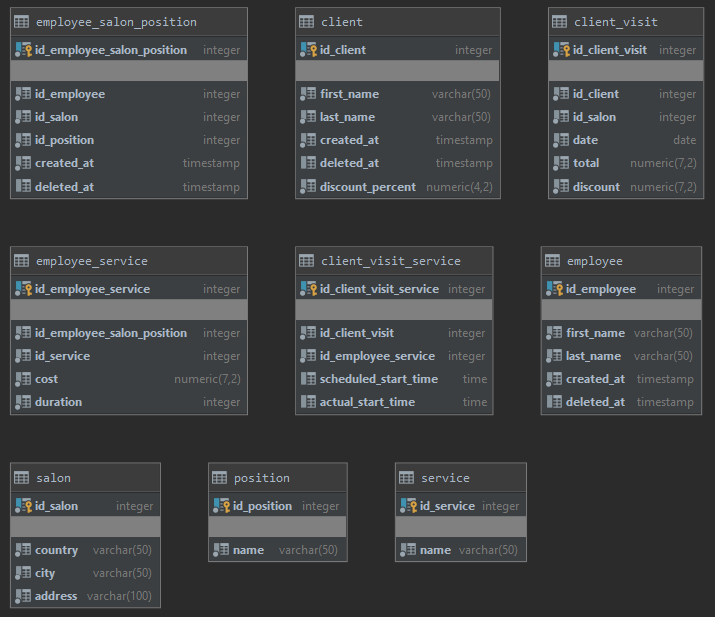 employee_salon_position
id_employee_salon_position integer
id_employee integer
id_salon integer
id_position integer
created_at timestamp
deleted_at timestamp
client
id_client integer
first_name varchar(50)
last_name varchar(50)
created_at timestamp
deleted_at timestamp
discount_percent numeric(4,2)
client_visit
id_client_visit integer
id_client integer
id_salon integer
date date
total numeric(7,2)
discount numeric(7,2)
employee_service
id_employee_service integer
id_employee_salon_position integer
id_service integer
cost numeric(7,2)
duration integer
client_visit_service
id_client_visit_service integer
id_client_visit integer
id_employee_service integer
scheduled_start_time time
actual_start_time time
employee
id_employee integer
first_name varchar(50)
last_name varchar(50)
created_at timestamp
deleted_at timestamp
salon
id_salon integer
country varchar(50)
city varchar(50)
address varchar(100)
position
id_position integer
name varchar(50)
service
id_service integer
name varchar(50)